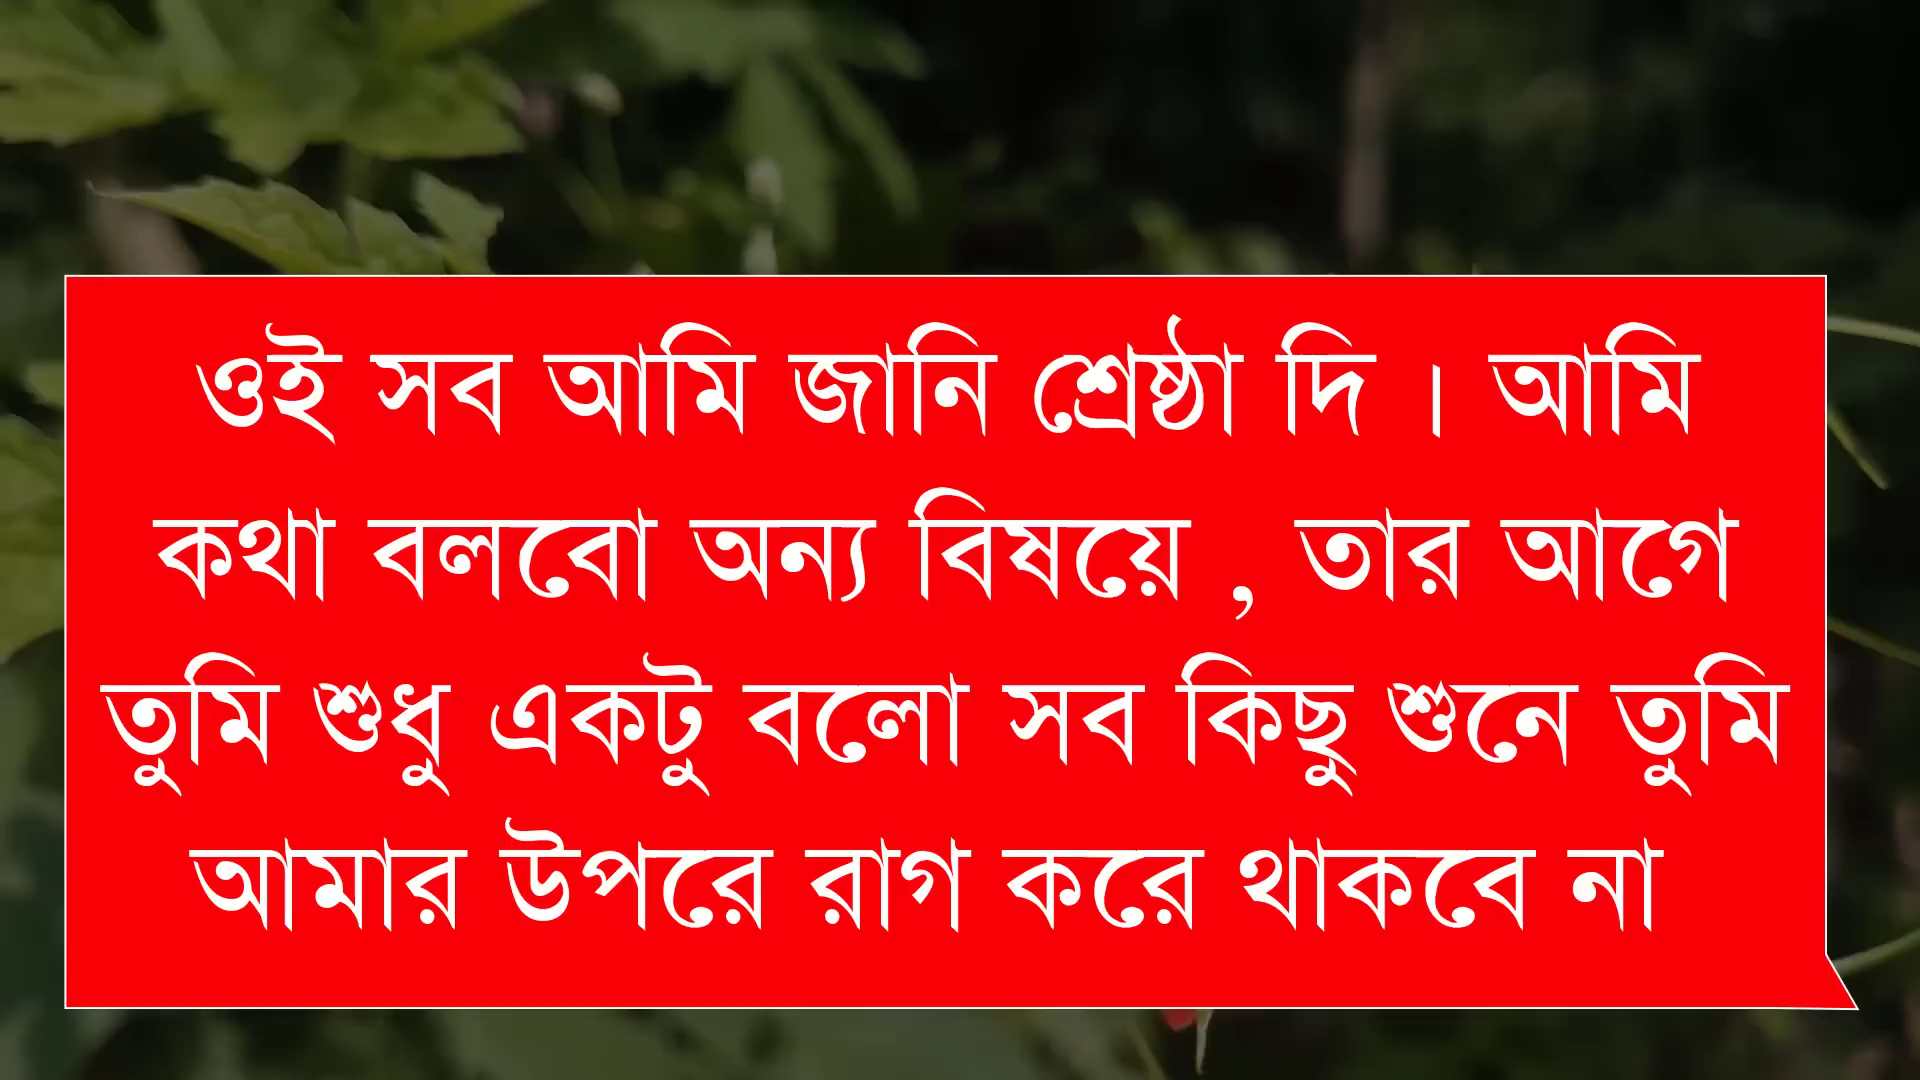 ওই সব আমি জানি শ্রেষ্ঠা দি । আমি
কথা বলবো অন্য বিষয়ে , তার আগে
তুমি শুধু একটু বলো সব কিছু শুনে তুমি
আমার উপরে রাগ করে থাকবে না